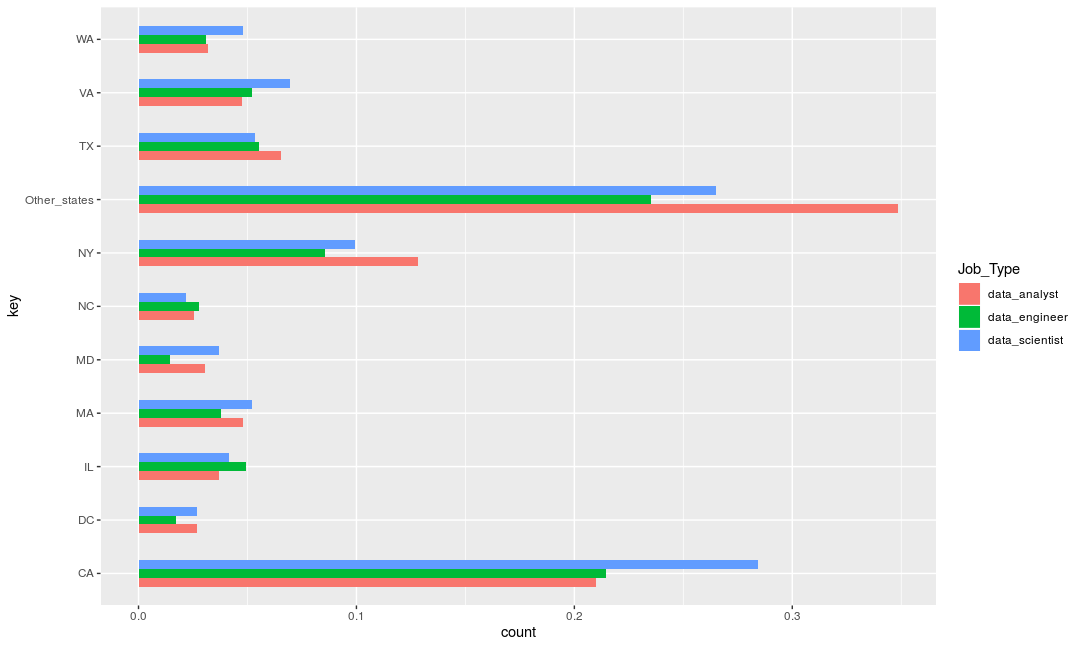 WA
VA
TX
Other_states
NY
NC
MD
MA
IL
DC
CA
key
0.0 0.1 0.2 0.3
count
Job_Type
data_analyst
data_engineer
data_scientist